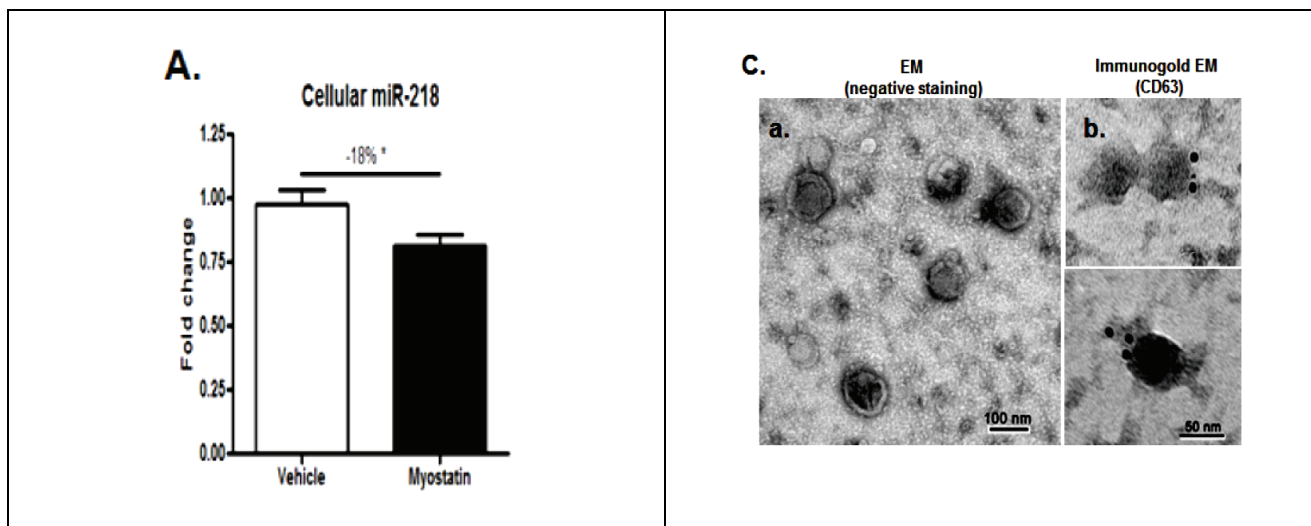 A.
Cellular miR-218
Fold change
1.25
1.00
0.75
0.50
0.25
0.00
-18% *
Vehicle
Myostatin
C.
EM
(negative staining)
Immunogold EM
(CD63)
a.
b.
100 nm
50 nm